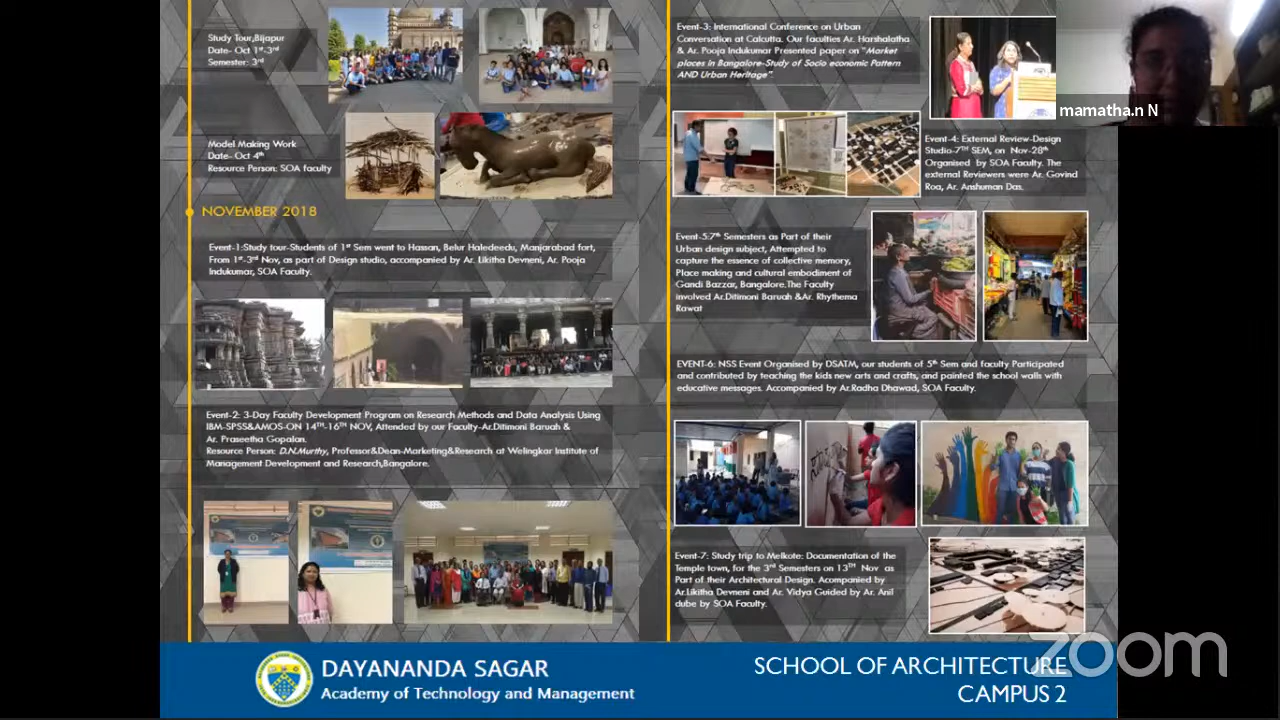 Study Tour,Bijapur
Date- Oct 1st-3rd
Semester: 3rd
Model Making Work
Date- Oct 4th
Resource Person: SOA faculty
NOVEMBER 2018
Event-1:Study tour-Students of 1st Sem went to Hassan, Belur Haledeedu, Manjarabad fort,
From 1st-3rd Nov, as part of Design studio, accompanied by Ar. Likitha Devneni, Ar. Pooja
Indukumar, SOA Faculty.
Event-2: 3-Day Faculty Development Program on Research Methods and Data Analysis Using
IBM-SPSS&AMOS-ON 14TH-16TH NOV, Attended by our Faculty-Ar.Ditimoni Baruah &
Ar. Praseetha Gopalan.
Resource Person: D.N.Murthy, Professor&Dean-Marketing&Research at Welingkar Institute of
Management Development and Research,Bangalore.
Event-3: International Conference on Urban
Conversation at Calcutta. Our faculties Ar. Harshalatha
& Ar. Pooja Indukumar Presented paper on "Market
places in Bangalore-Study of Socio economic Pattern
AND Urban Heritage".
mamatha.n N
Event-4: External Review-Design
Studio-7TH SEM, on Nov-28th
Organised by SOA Faculty. The
external Reviewers were Ar. Govind
Roa, Ar. Anshuman Das.
Event-5:7th Semesters as Part of their
Urban design subject, Attempted to
capture the essence of collective memory,
Place making and cultural embodiment of
Gandi Bazzar, Bangalore.The Faculty
involved Ar.Ditimoni Baruah &Ar. Rhythema
Rawat
EVENT-6: NSS Event Organised by DSATM, our students of 5th Sem and faculty Participated
and contributed by teaching the kids new arts and crafts, and painted the school walls with
educative messages. Accompanied by Ar.Radha Dhawad, SOA Faculty.
Event-7: Study trip to Melkote: Documentation of the
Temple town, for the 3rd Semesters on 13TH Nov as
Part of their Architectural Design. Acompanied by
Ar.Likitha Devneni and Ar. Vidya Guided by Ar. Anil
dube by SOA Faculty.
DAYANANDA SAGAR
Academy of Technology and Management
SCHOOL OF ARCHITECTURE
CAMPUS 2
zoom